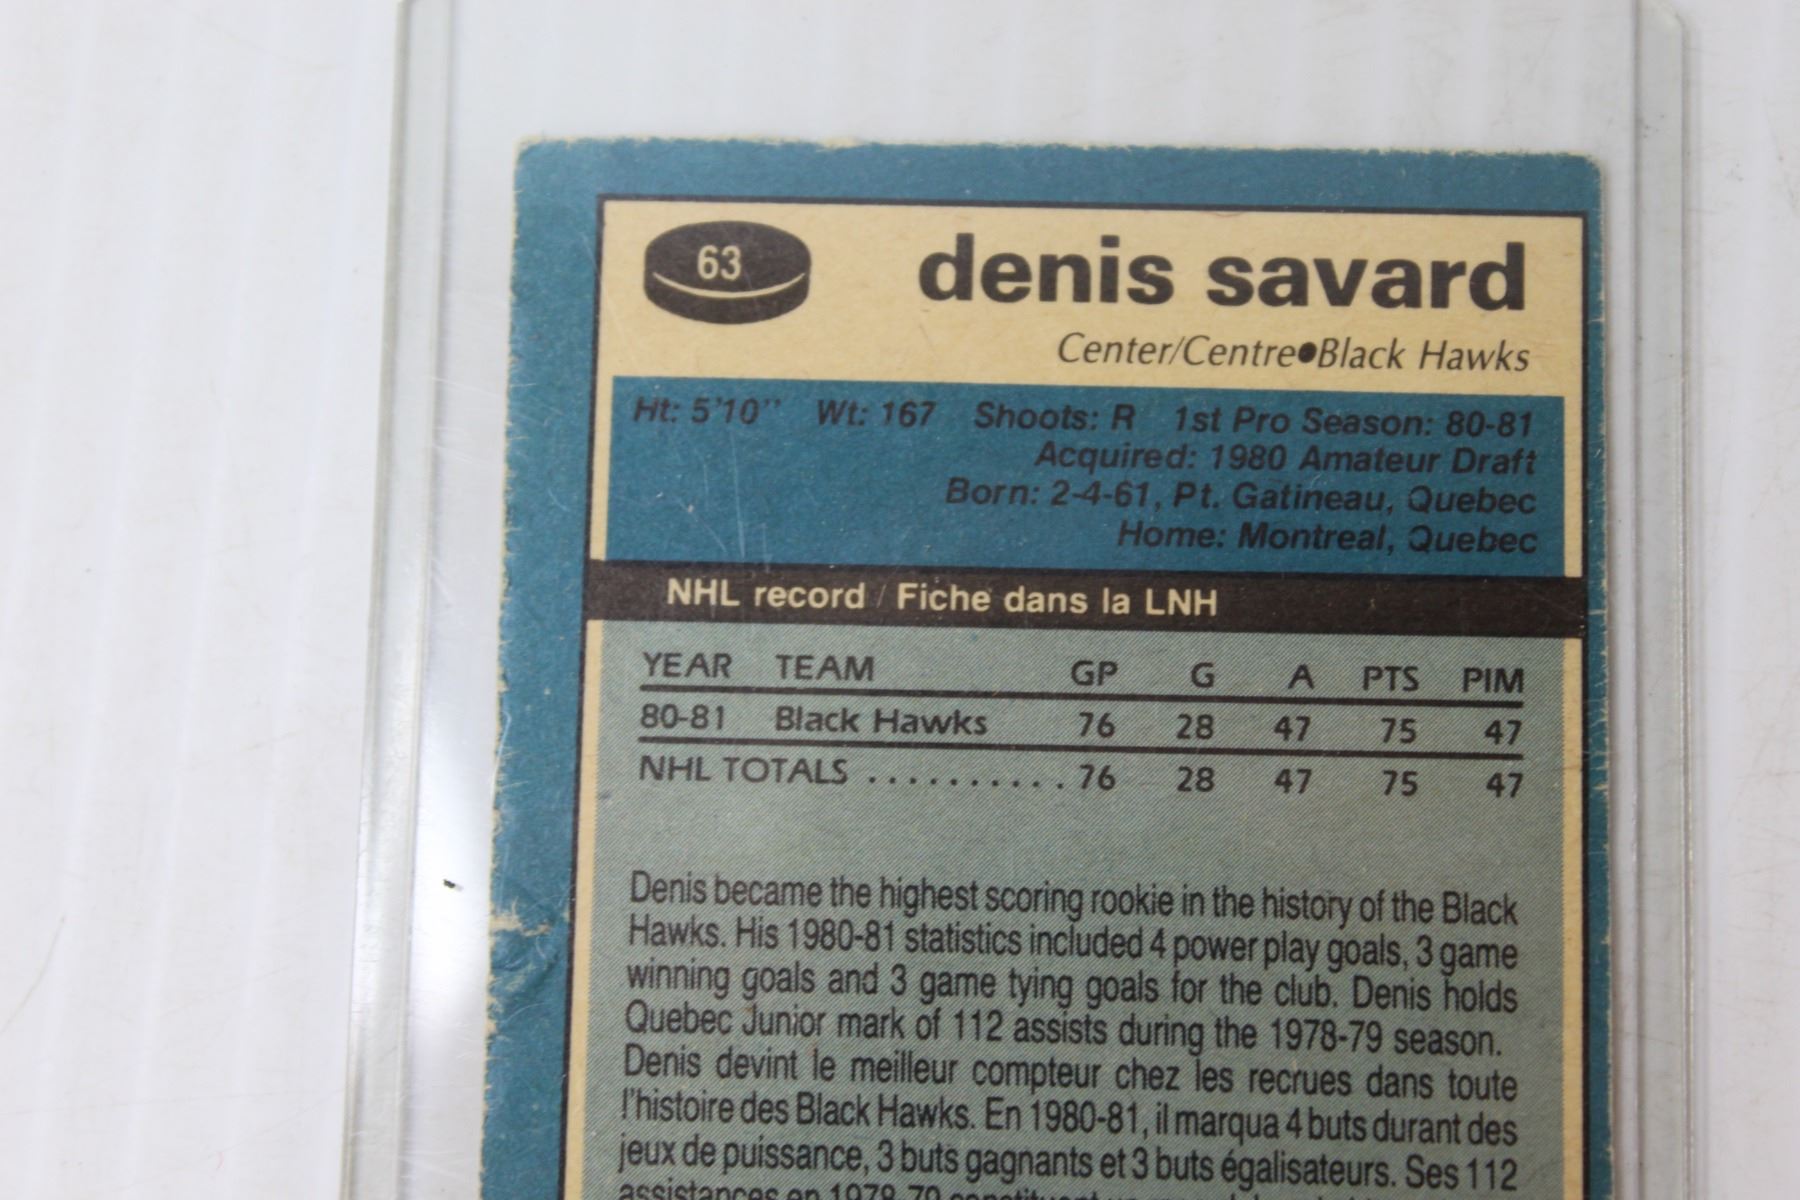 63
denis savard
Center/Centre●Black Hawks
Ht: 5'10" Wt: 167 Shoots: R 1st Pro Season: 80-81
Acquired: 1980 Amateur Draft
Born: 2-4-61, Pt. Gatineau, Quebec
Home: Montreal, Quebec
NHL record / Fiche dans la LNH
YEAR TEAM GP G A PTS PIM
80-81 Black Hawks 76 28 47 75 47
NHL TOTALS .......... 76 28 47 75 47
Denis became the highest scoring rookie in the history of the Black
Hawks. His 1980-81 statistics included 4 power play goals, 3 game
winning goals and 3 game tying goals for the club. Denis holds
Quebec Junior mark of 112 assists during the 1978-79 season.
Denis devint le meilleur compteur chez les recrues dans toute
l'histoire des Black Hawks. En 1980-81, il marqua 4 buts durant des
jeux de puissance, 3 buts gagnants et 3 buts égalisateurs. Ses 112
assistances en 1978-79 constituent un